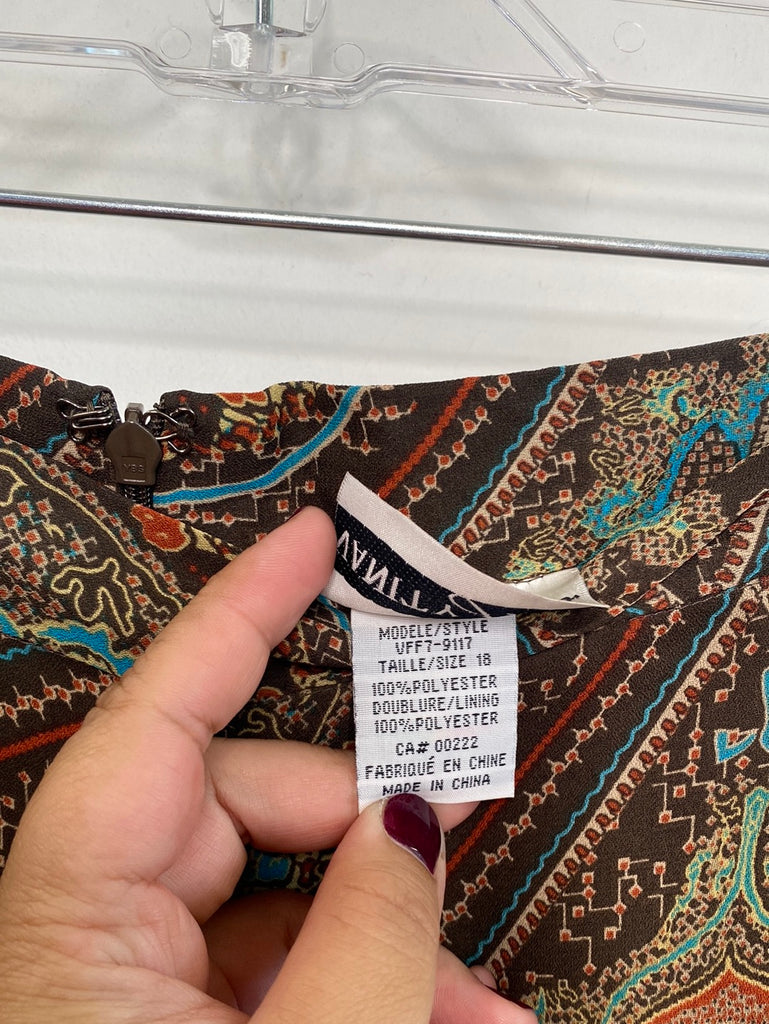 MODELE/STYLE
VFF7-9117
TAILLE/SIZE 18
100%POLYESTER
DOUBLURE/LINING
100%POLYESTER
CA# 00222
FABRIQUÉ EN CHINE
MADE IN CHINA